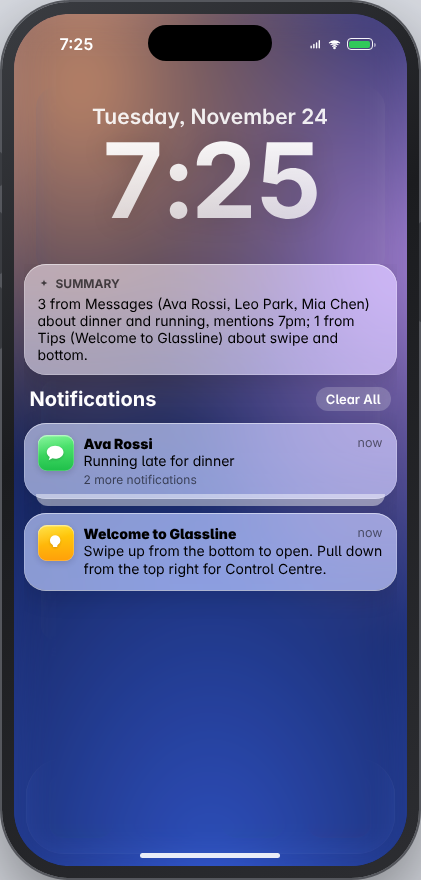 7:25
Tuesday, November 24
7:25
SUMMARY
3 from Messages (Ava Rossi, Leo Park, Mia Chen)
about dinner and running, mentions 7pm; 1 from
Tips (Welcome to Glassline) about swipe and
bottom.
Notifications
Clear All
Ava Rossi
now
Running late for dinner
2 more notifications
Welcome to Glassline
now
Swipe up from the bottom to open. Pull down
from the top right for Control Centre.